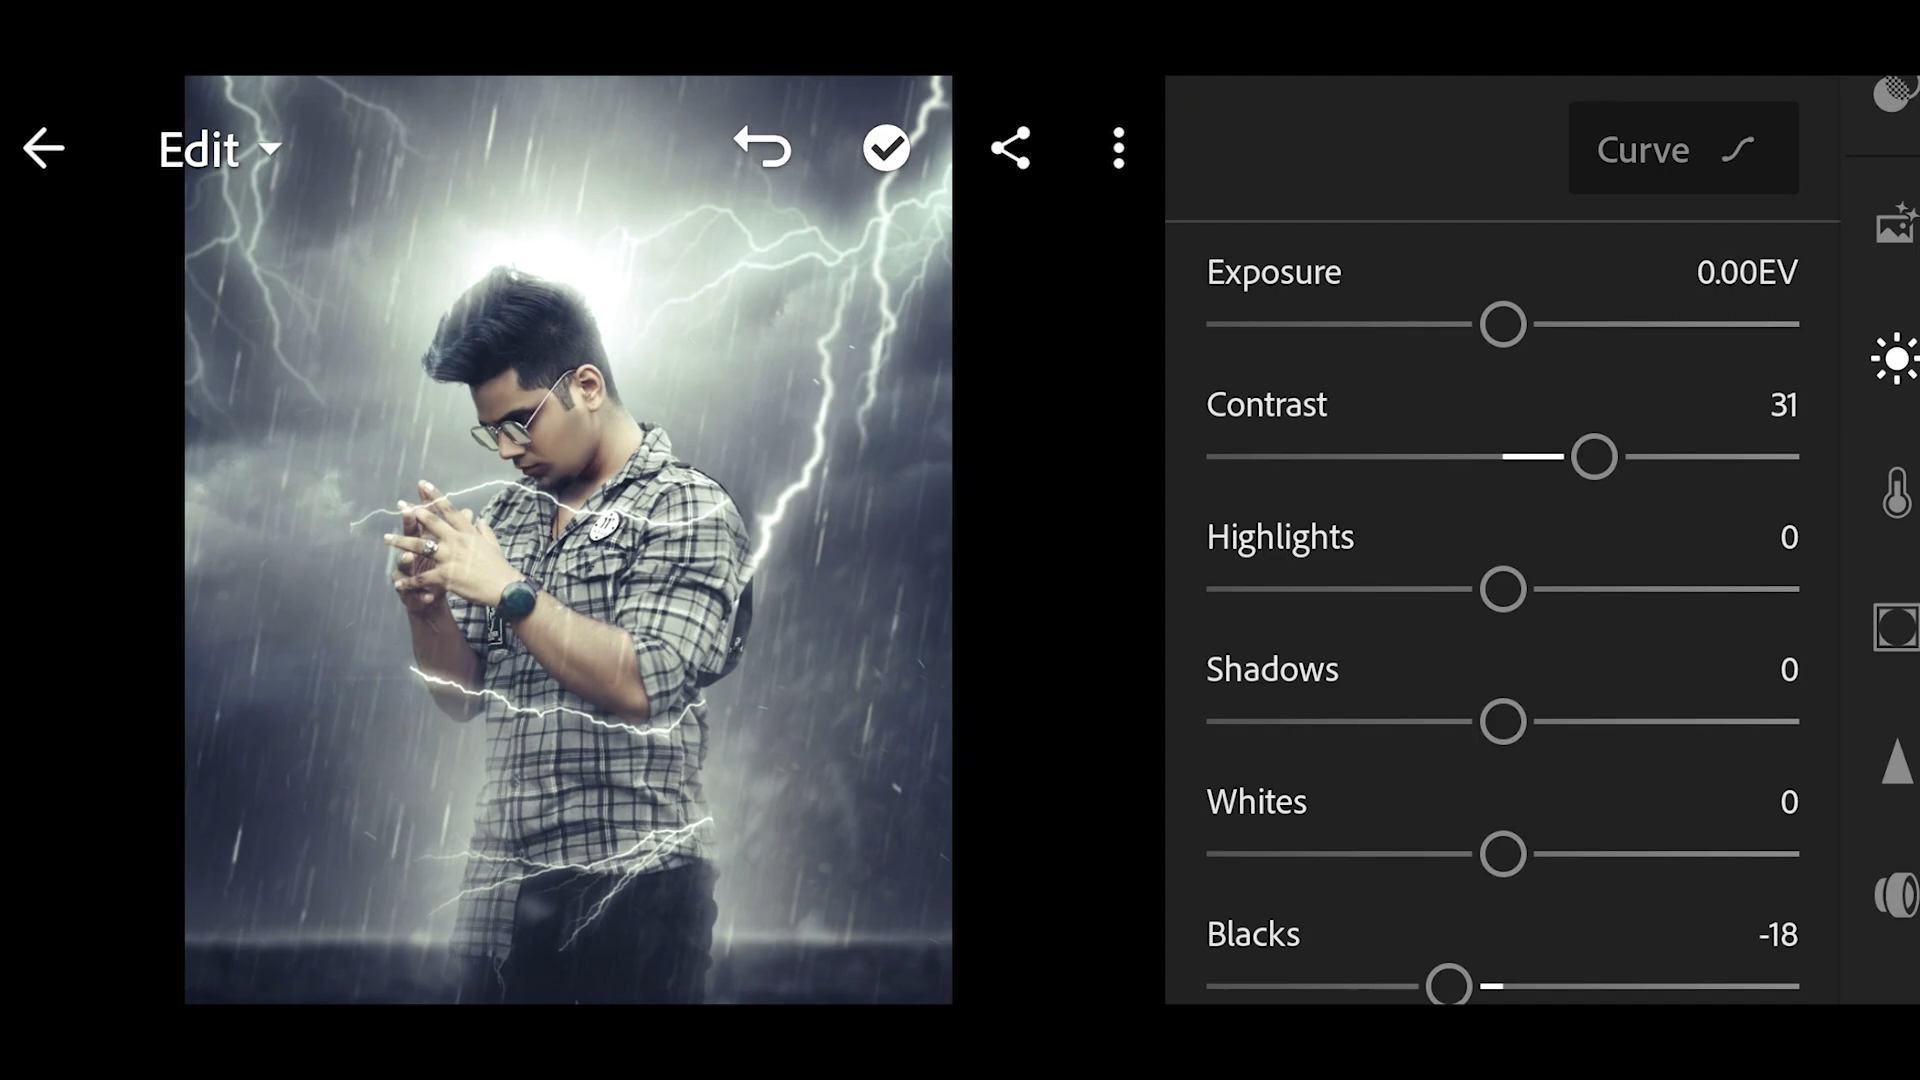 Edit
Curve
Exposure 0.00EV
Contrast 31
Highlights 0
Shadows 0
Whites 0
Blacks -18